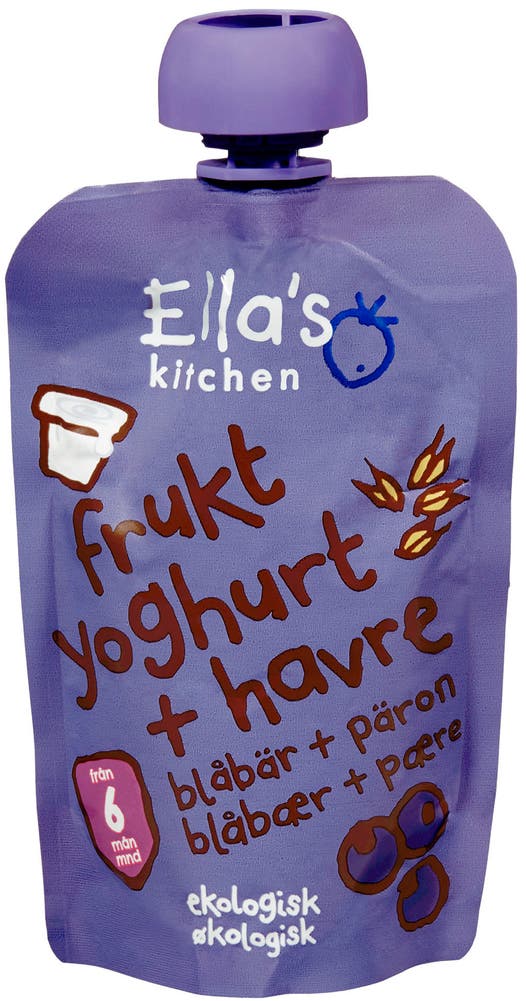 Ella's
kitchen
frukt
yoghurt
+ havre
blåbär + päron
blåbær + pære
från
6
mån
mnd
ekologisk
økologisk